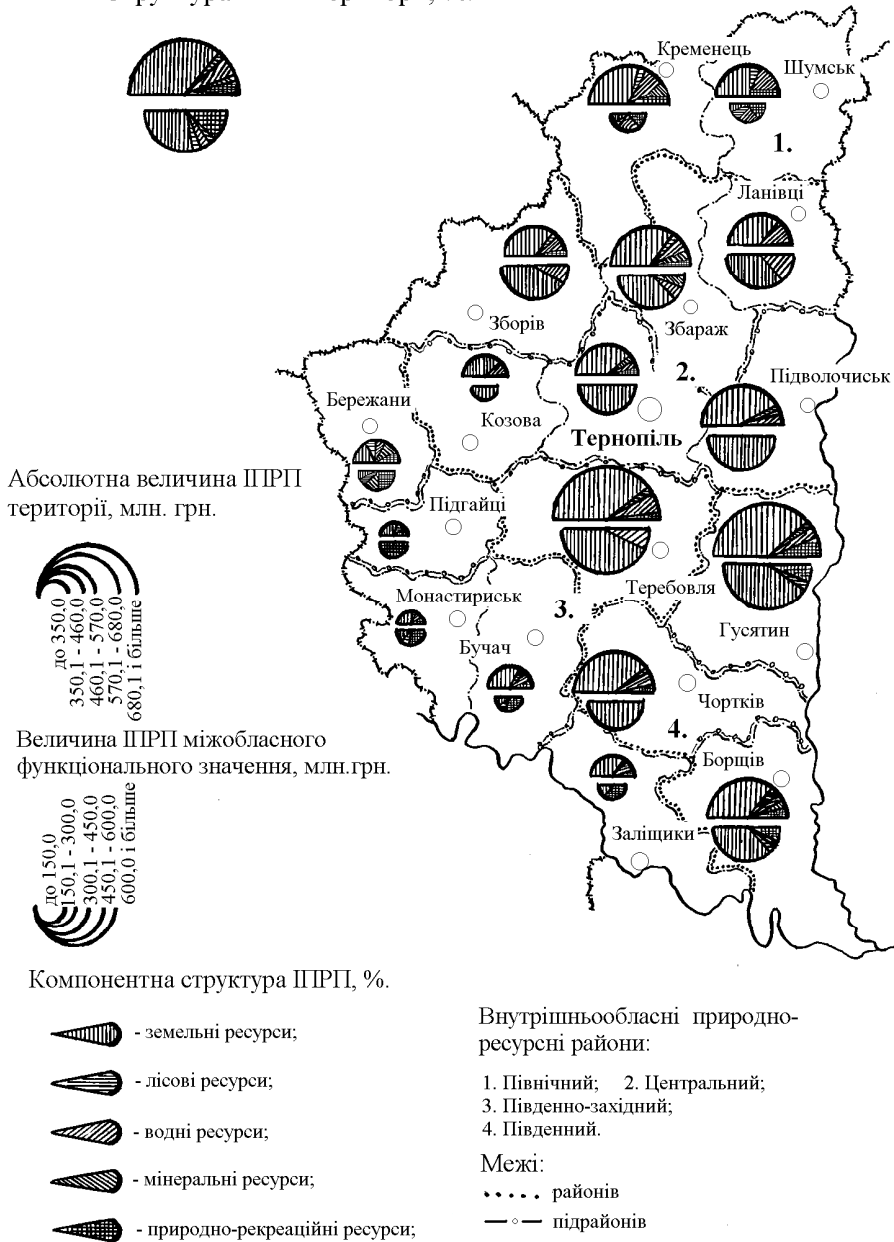 Кременець
Шумськ
1.
Ланівці
Зборів
Збараж
2.
Підволочиськ
Бережани
Козова
Тернопіль
Абсолютна величина ІПРП
території, млн. грн.
Підгайці
до 350,0
350,1 - 460,0
460,1 - 570,0
570,1 - 680,0
680,1 і більше
Монастириськ
3.
Теребовля
Гусятин
Бучач
Чортків
4.
Величина ІПРП міжобласного
функціонального значення, млн.грн.
Борщів
до 150,0
150,1 - 300,0
300,1 - 450,0
450,1 - 600,0
600,0 і більше
Заліщики
Компонентна структура ІПРП, %.
- земельні ресурси;
- лісові ресурси;
- водні ресурси;
- мінеральні ресурси;
- природно-рекреаційні ресурси;
Внутрішньообласні природно-
ресурсні райони:
1. Північний; 2. Центральний;
3. Південно-західний;
4. Південний.
Межі:
районів
підрайонів